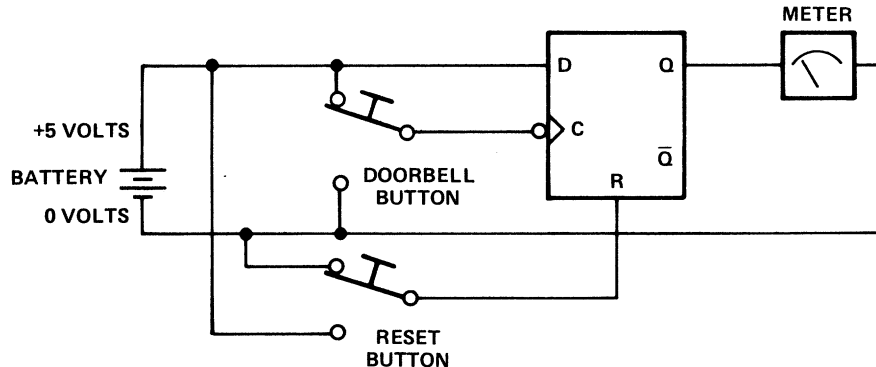 METER
D
Q
+5 VOLTS
C
BATTERY
Q̅
DOORBELL
BUTTON
R
0 VOLTS
RESET
BUTTON